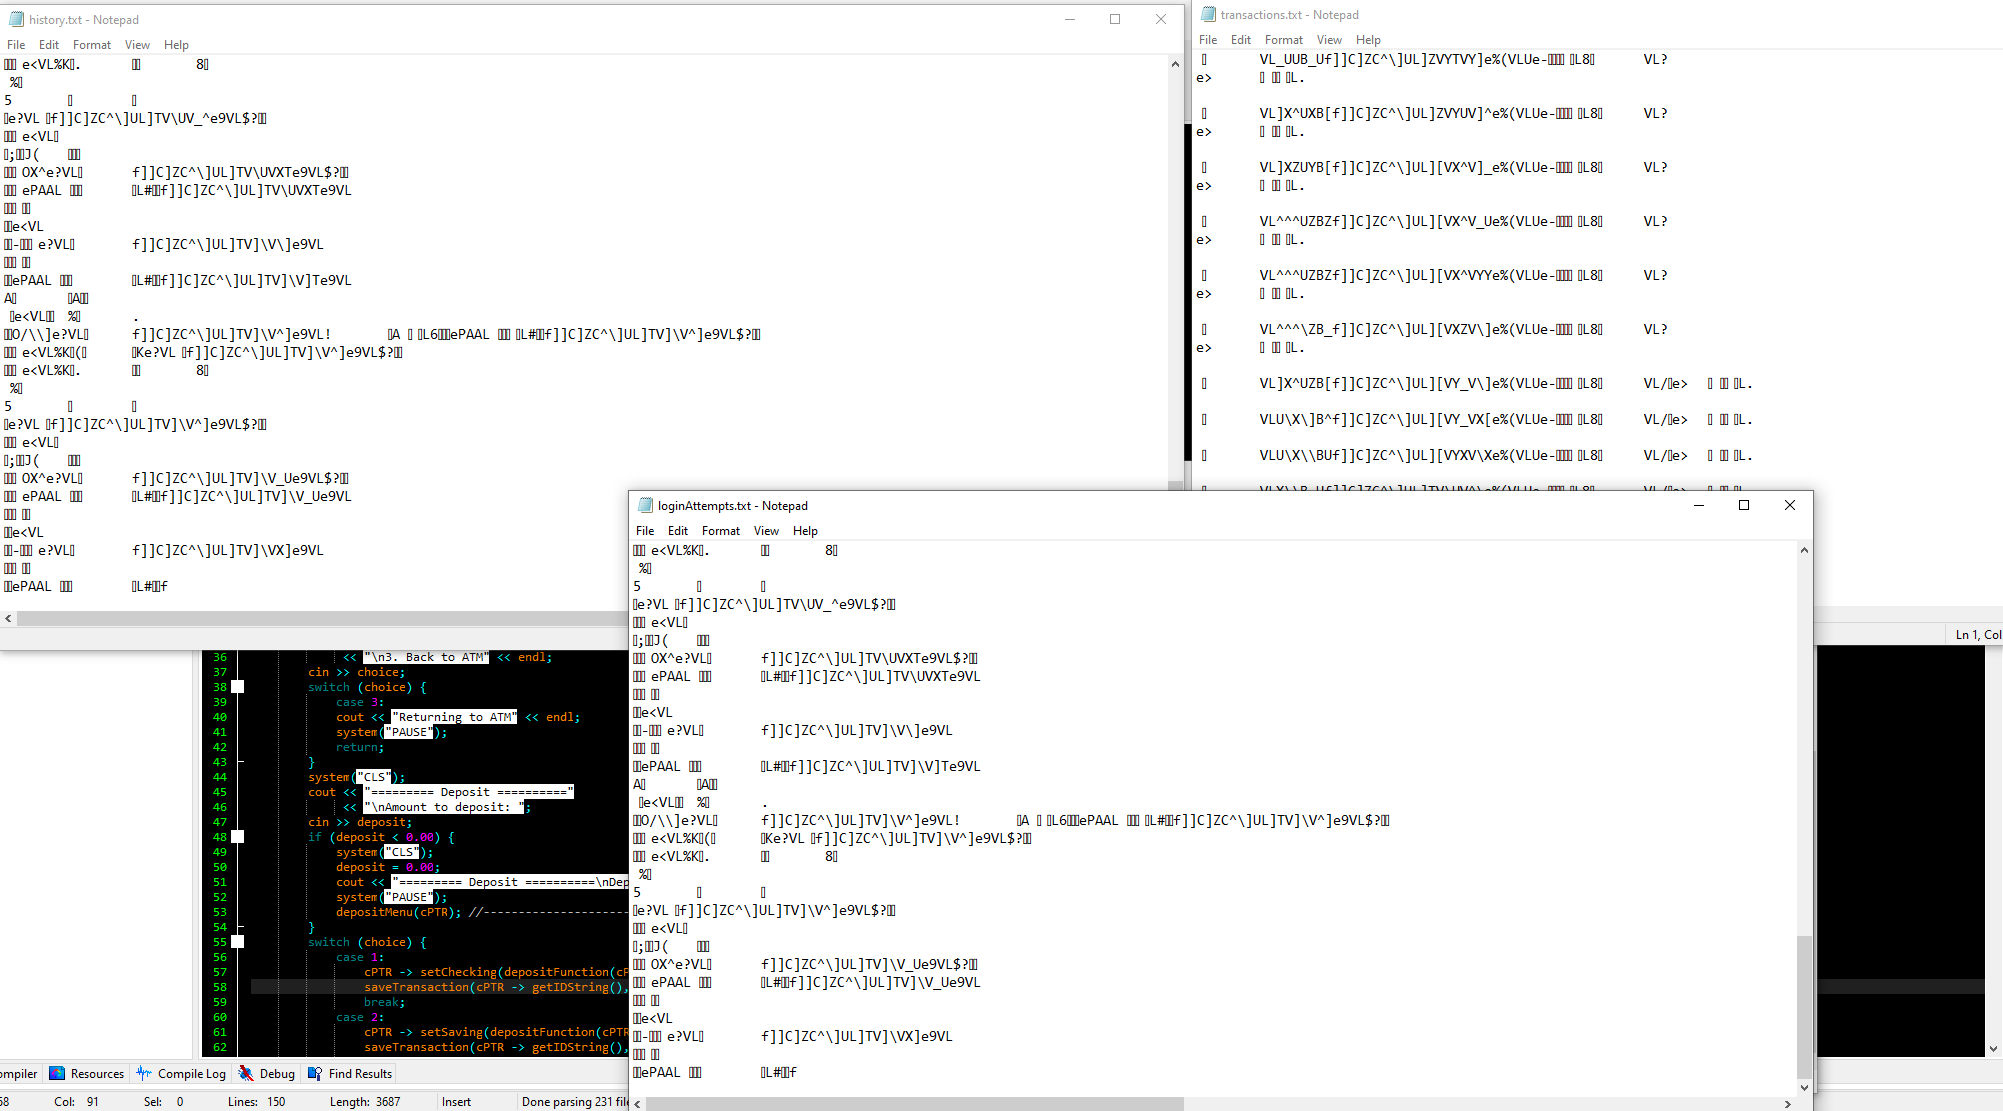 history.txt - Notepad
File Edit Format View Help
e<VL%K . 8
%
5
e?VL f]]C]ZC^\]UL]TV\UV_^e9VL$?
e<VL
;J(
OX^e?VL f]]C]ZC^\]UL]TV\UVXTe9VL$?
ePAAL L#f]]C]ZC^\]UL]TV\UVXTe9VL
e<VL
- e?VL f]]C]ZC^\]UL]TV]\V\]e9VL
ePAAL L#f]]C]ZC^\]UL]TV]\V]Te9VL
A A
e<VL % .
O/\\]e?VL f]]C]ZC^\]UL]TV]\V^]e9VL! A L6ePAAL L#f]]C]ZC^\]UL]TV]\V^]e9VL$?
e<VL%K( Ke?VL f]]C]ZC^\]UL]TV]\V^]e9VL$?
e<VL%K . 8
%
5
e?VL f]]C]ZC^\]UL]TV]\V^]e9VL$?
e<VL
;J(
OX^e?VL f]]C]ZC^\]UL]TV]\V_Ue9VL$?
ePAAL L#f]]C]ZC^\]UL]TV]\V_Ue9VL
e<VL
- e?VL f]]C]ZC^\]UL]TV]\VX]e9VL
ePAAL L#f
transactions.txt - Notepad
File Edit Format View Help
VL_UUB_Uf]]C]ZC^\]UL]ZVYTVY]e%(VLUe- L8 VL?
e> L.
VL]X^UXB[f]]C]ZC^\]UL]ZVYUV]^e%(VLUe- L8 VL?
e> L.
VL]XZUYB[f]]C]ZC^\]UL][VX^V]_e%(VLUe- L8 VL?
e> L.
VL^^^UZBZf]]C]ZC^\]UL][VX^V_Ue%(VLUe- L8 VL?
e> L.
VL^^^UZBZf]]C]ZC^\]UL][VX^VYYe%(VLUe- L8 VL?
e> L.
VL^^^\ZB_f]]C]ZC^\]UL][VXZV\]e%(VLUe- L8 VL?
e> L.
VL]X^UZB[f]]C]ZC^\]UL][VY_V\]e%(VLUe- L8 VL/e> L.
VLU\X\]B^f]]C]ZC^\]UL][VY_VX[e%(VLUe- L8 VL/e> L.
VLU\X\\BUf]]C]ZC^\]UL][VYXV\Xe%(VLUe- L8 VL/e> L.
Ln 1, Col
loginAttempts.txt - Notepad
File Edit Format View Help
e<VL%K . 8
%
5
e?VL f]]C]ZC^\]UL]TV\UV_^e9VL$?
e<VL
;J(
OX^e?VL f]]C]ZC^\]UL]TV\UVXTe9VL$?
ePAAL L#f]]C]ZC^\]UL]TV\UVXTe9VL
e<VL
- e?VL f]]C]ZC^\]UL]TV]\V\]e9VL
ePAAL L#f]]C]ZC^\]UL]TV]\V]Te9VL
A A
e<VL % .
O/\\]e?VL f]]C]ZC^\]UL]TV]\V^]e9VL! A L6ePAAL L#f]]C]ZC^\]UL]TV]\V^]e9VL$?
e<VL%K( Ke?VL f]]C]ZC^\]UL]TV]\V^]e9VL$?
e<VL%K . 8
%
5
e?VL f]]C]ZC^\]UL]TV]\V^]e9VL$?
e<VL
;J(
OX^e?VL f]]C]ZC^\]UL]TV]\V_Ue9VL$?
ePAAL L#f]]C]ZC^\]UL]TV]\V_Ue9VL
e<VL
- e?VL f]]C]ZC^\]UL]TV]\VX]e9VL
ePAAL L#f
36 << "\n3. Back to ATM" << endl;
37 cin >> choice;
38 switch (choice) {
39 case 3:
40 cout << "Returning to ATM" << endl;
41 system("PAUSE");
42 return;
43 }
44 system("CLS");
45 cout << "========= Deposit =========="
46 << "\nAmount to deposit: ";
47 cin >> deposit;
48 if (deposit < 0.00) {
49 system("CLS");
50 deposit = 0.00;
51 cout << "========= Deposit ==========\nDep
52 system("PAUSE");
53 depositMenu(cPTR); //---------------------
54 }
55 switch (choice) {
56 case 1:
57 cPTR -> setChecking(depositFunction(cP
58 saveTransaction(cPTR -> getIDString(),
59 break;
60 case 2:
61 cPTR -> setSaving(depositFunction(cPTR
62 saveTransaction(cPTR -> getIDString(),
ompiler Resources Compile Log Debug Find Results
58 Col: 91 Sel: 0 Lines: 150 Length: 3687 Insert Done parsing 231 file